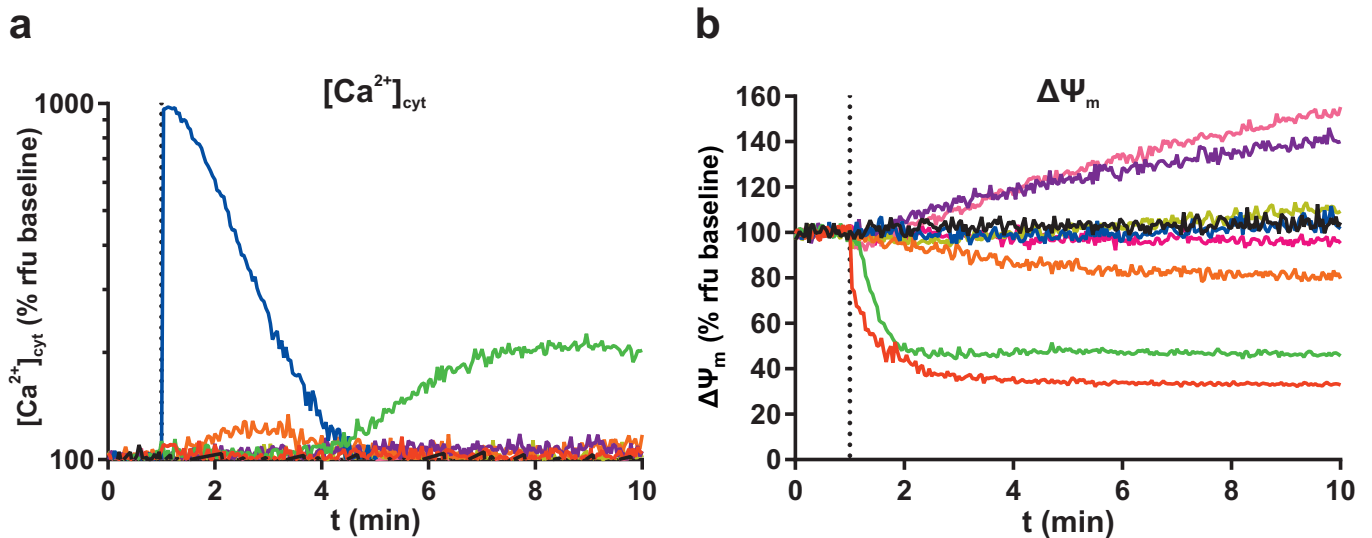 a
[Ca²⁺]cyt
[Ca²⁺]cyt (% rfu baseline)
1000
100
0 2 4 6 8 10
t (min)
b
ΔΨm
ΔΨm (% rfu baseline)
160
140
120
100
80
60
40
20
0
0 2 4 6 8 10
t (min)